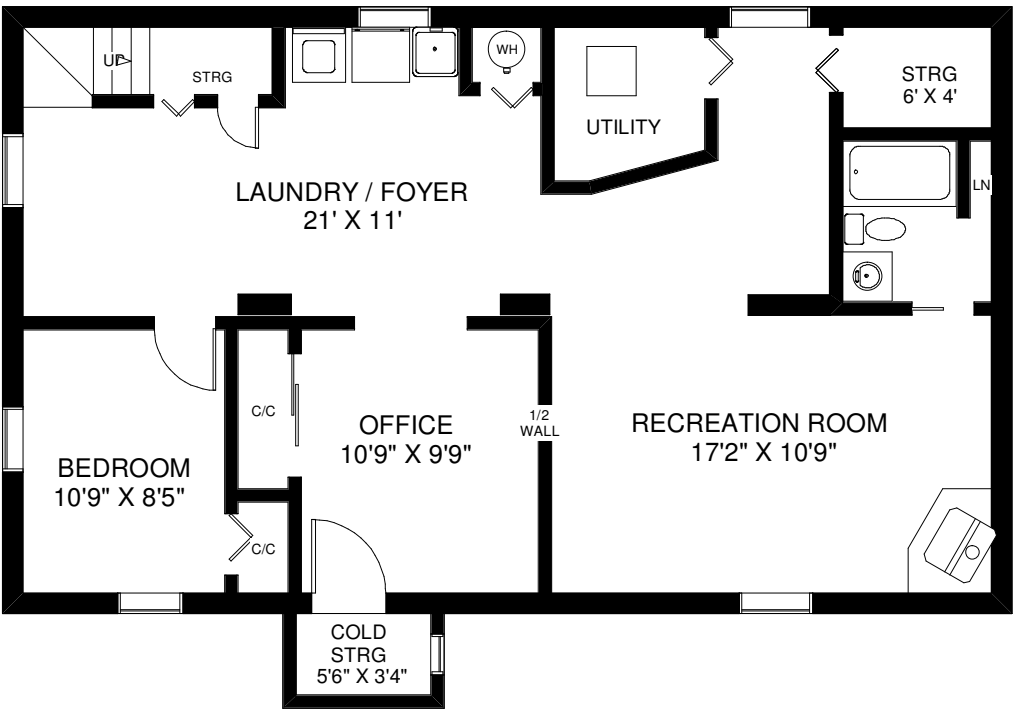 UP
STRG
WH
UTILITY
STRG
6' X 4'
LN
LAUNDRY / FOYER
21' X 11'
C/C
OFFICE
10'9" X 9'9"
1/2
WALL
RECREATION ROOM
17'2" X 10'9"
BEDROOM
10'9" X 8'5"
C/C
COLD
STRG
5'6" X 3'4"